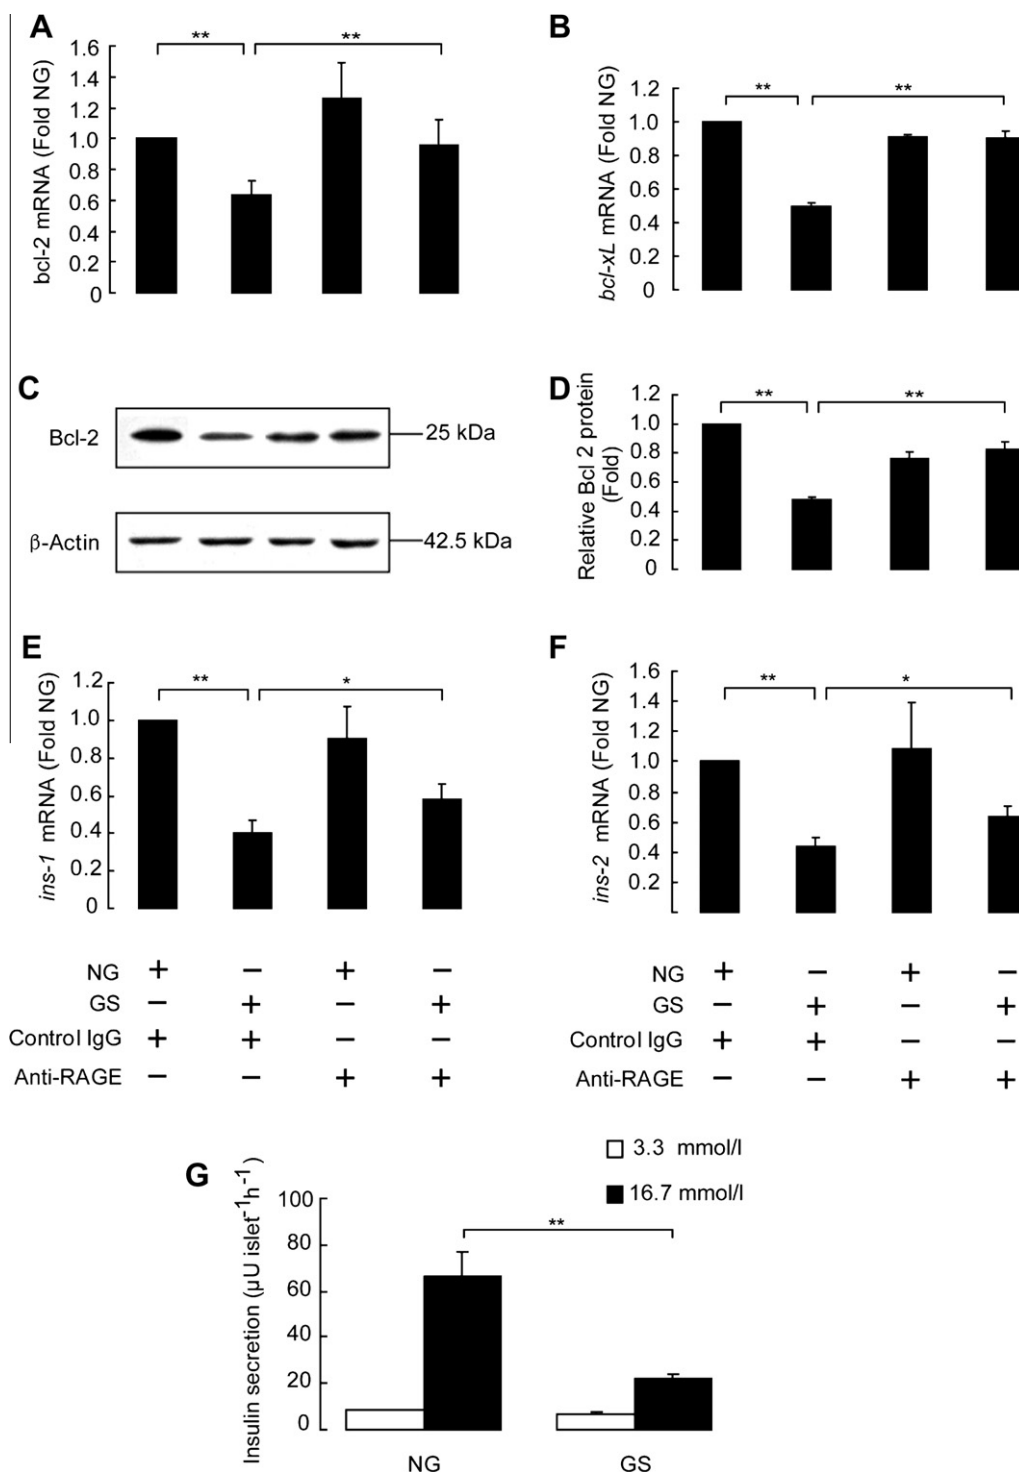 A
bcl-2 mRNA (Fold NG)
1.6
1.4
1.2
1.0
0.8
0.6
0.4
0.2
0
**
**
B
bcl-xL mRNA (Fold NG)
1.2
1.0
0.8
0.6
0.4
0.2
0
**
**
C
Bcl-2
25 kDa
β-Actin
42.5 kDa
D
Relative Bcl 2 protein
(Fold)
1.2
1.0
0.8
0.6
0.4
0.2
0
**
**
E
ins-1 mRNA (Fold NG)
1.2
1.0
0.8
0.6
0.4
0.2
0
**
*
F
ins-2 mRNA (Fold NG)
1.6
1.4
1.2
1.0
0.8
0.6
0.4
0.2
**
*
NG + − + −
GS − + − +
Control IgG + + − −
Anti-RAGE − − + +
NG + − + −
GS − + − +
Control IgG + + − −
Anti-RAGE − − + +
G
3.3 mmol/l
16.7 mmol/l
Insulin secretion (µU islet⁻¹h⁻¹)
100
80
60
40
20
0
**
NG GS